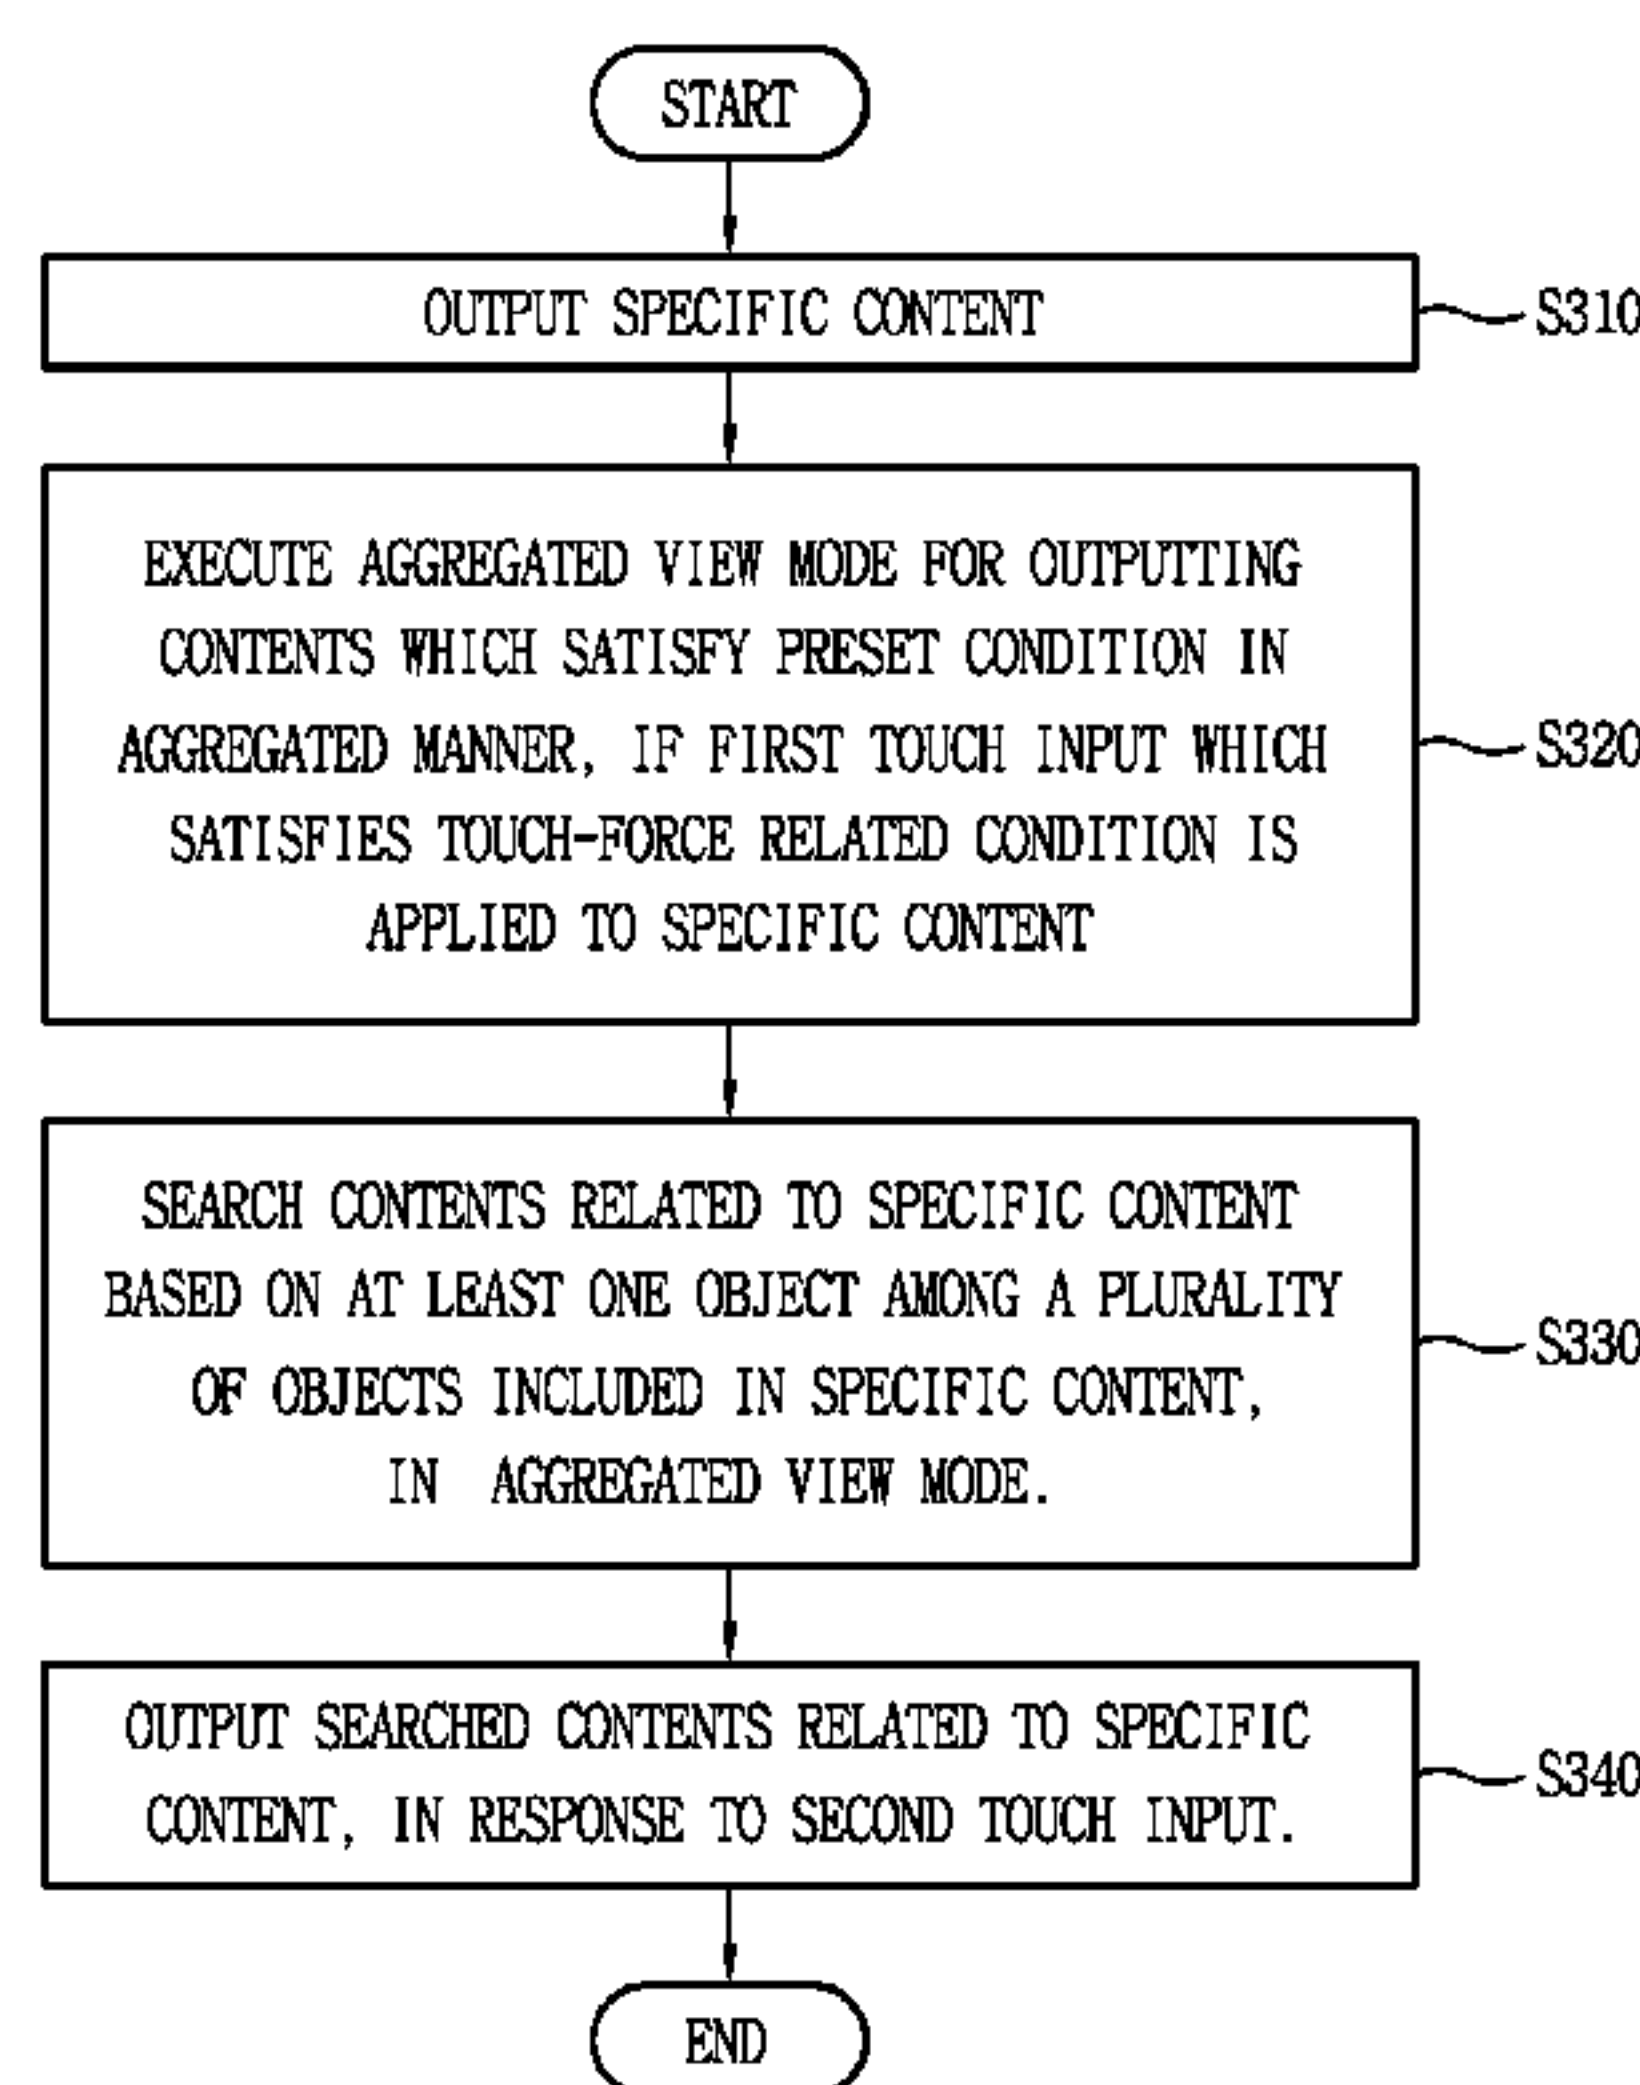 START
OUTPUT SPECIFIC CONTENT
S310
EXECUTE AGGREGATED VIEW MODE FOR OUTPUTTING
CONTENTS WHICH SATISFY PRESET CONDITION IN
AGGREGATED MANNER, IF FIRST TOUCH INPUT WHICH
SATISFIES TOUCH-FORCE RELATED CONDITION IS
APPLIED TO SPECIFIC CONTENT
S320
SEARCH CONTENTS RELATED TO SPECIFIC CONTENT
BASED ON AT LEAST ONE OBJECT AMONG A PLURALITY
OF OBJECTS INCLUDED IN SPECIFIC CONTENT,
IN AGGREGATED VIEW MODE.
S330
OUTPUT SEARCHED CONTENTS RELATED TO SPECIFIC
CONTENT, IN RESPONSE TO SECOND TOUCH INPUT.
S340
END